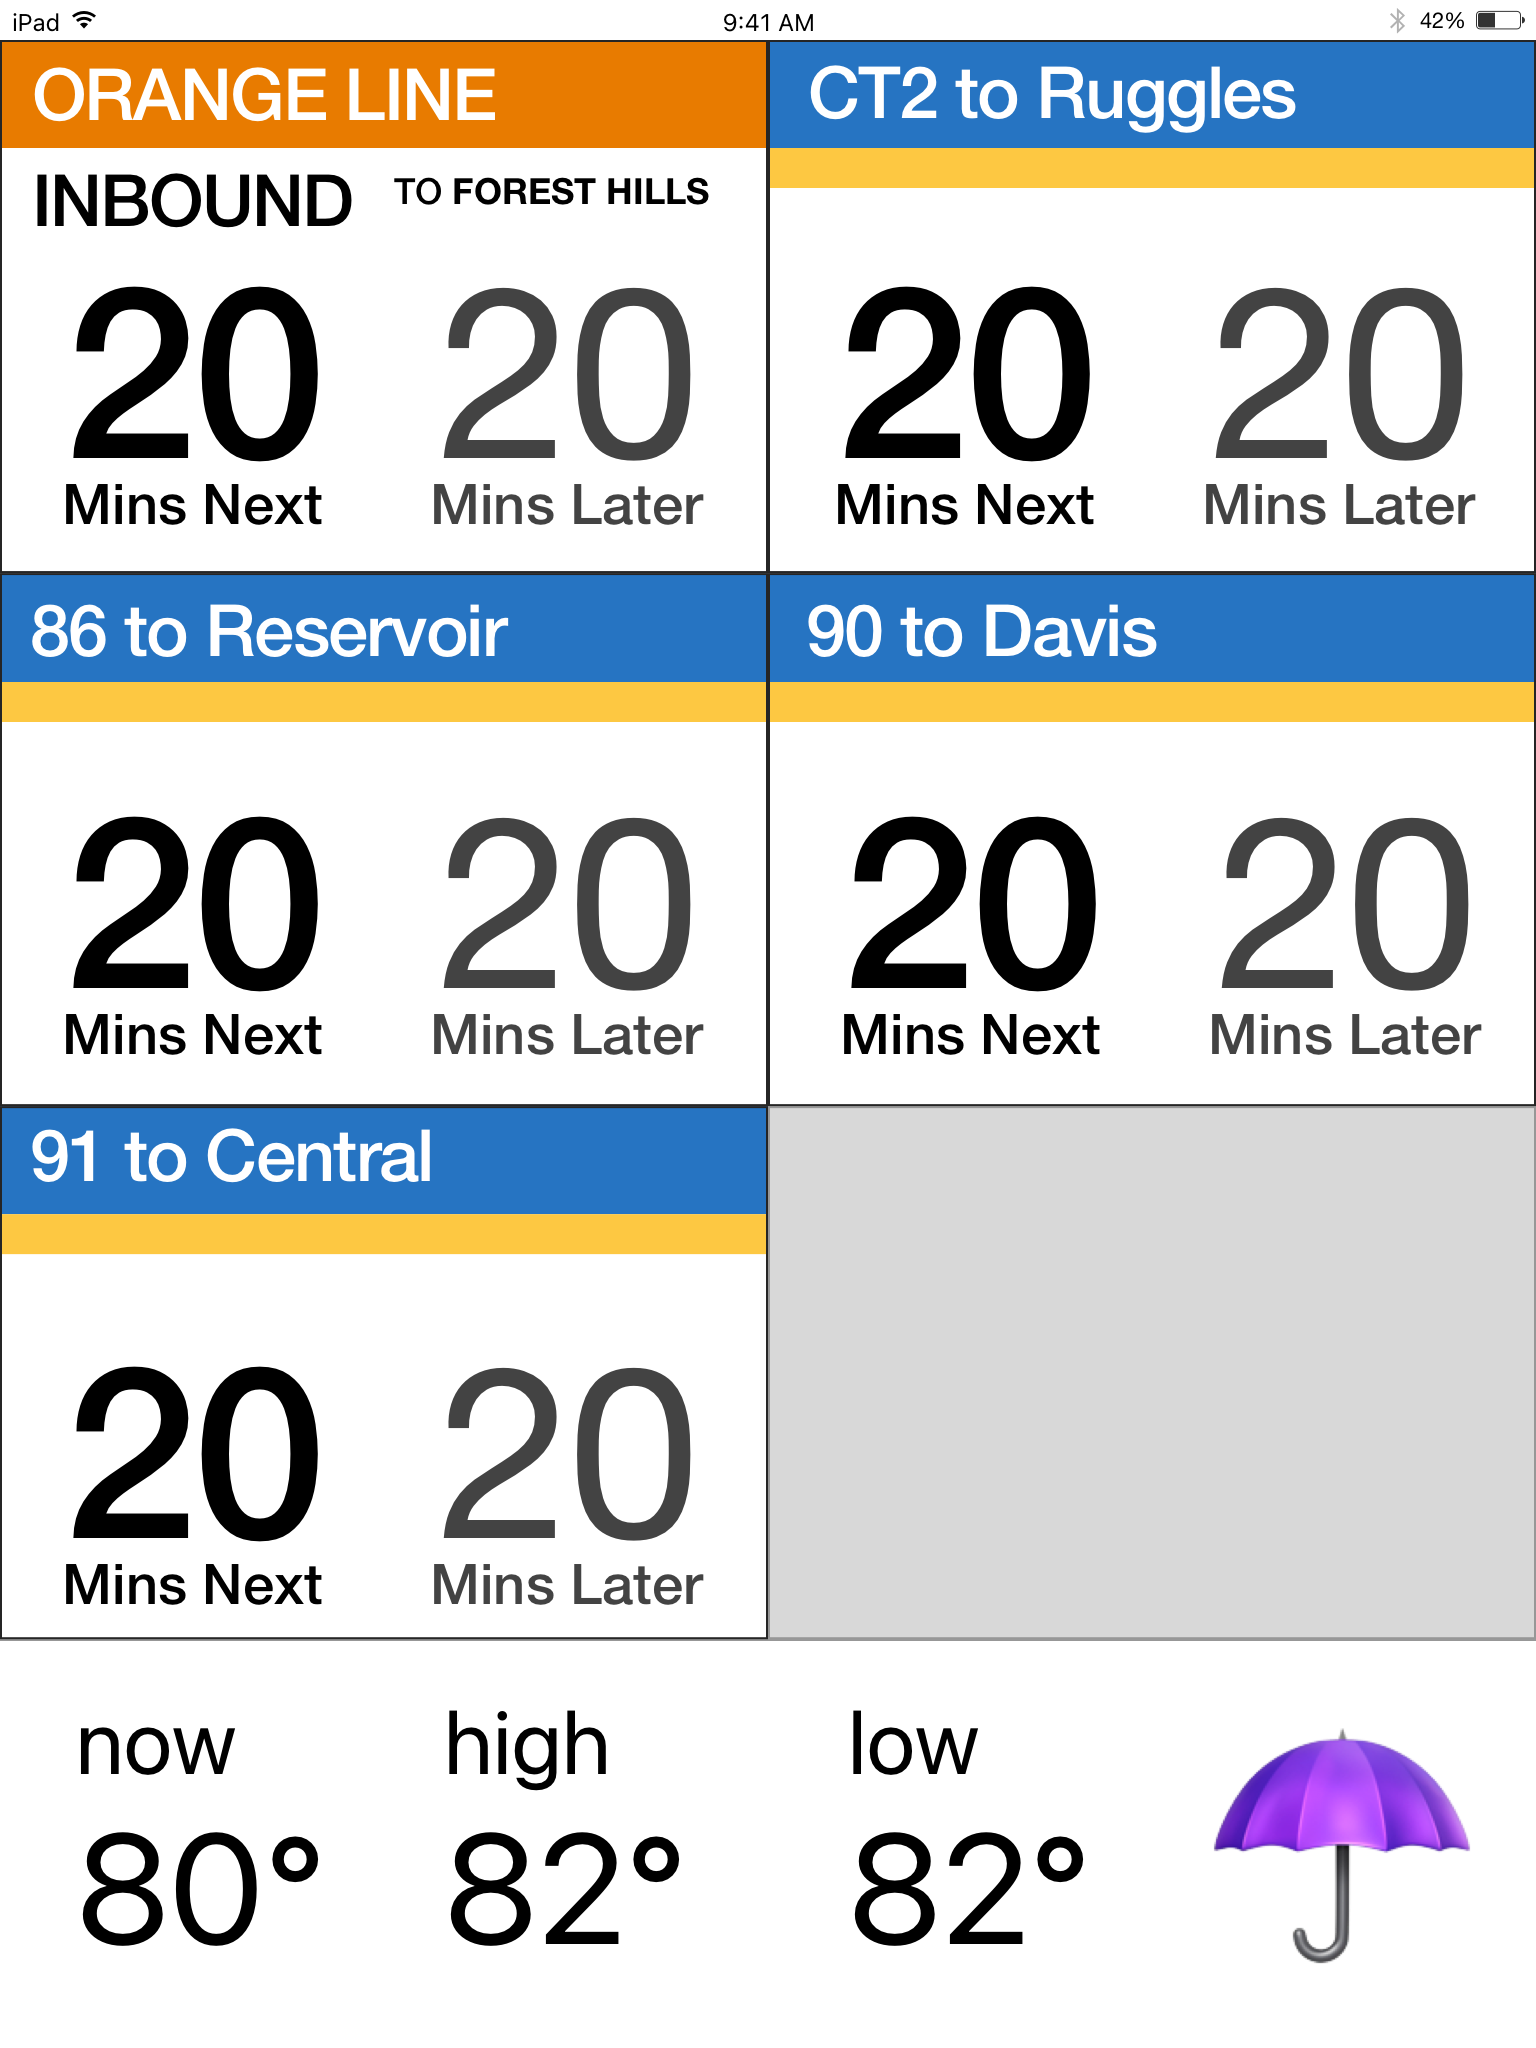 iPad 9:41 AM 42%
ORANGE LINE
INBOUND TO FOREST HILLS
20 20
Mins Next Mins Later
CT2 to Ruggles
20 20
Mins Next Mins Later
86 to Reservoir
20 20
Mins Next Mins Later
90 to Davis
20 20
Mins Next Mins Later
91 to Central
20 20
Mins Next Mins Later
now high low
80° 82° 82°